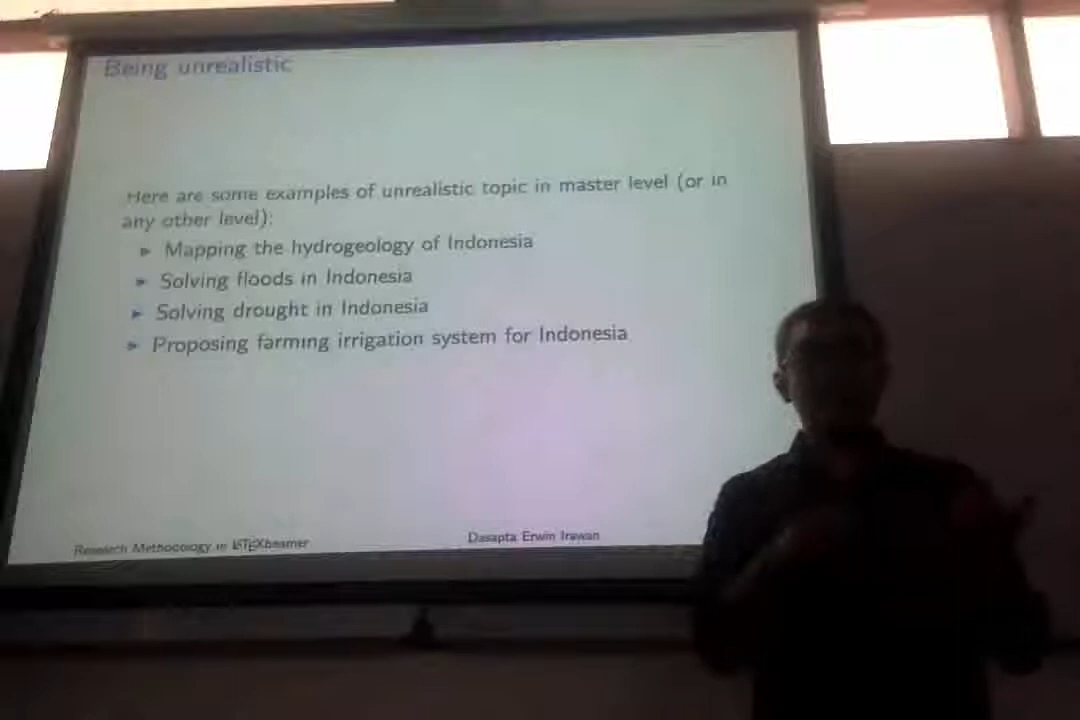 Being unrealistic
Here are some examples of unrealistic topic in master level (or in
any other level):
Mapping the hydrogeology of Indonesia
Solving floods in Indonesia
Solving drought in Indonesia
Proposing farming irrigation system for Indonesia
Research Methodology in LATEXbeamer
Dasapta Erwin Irawan